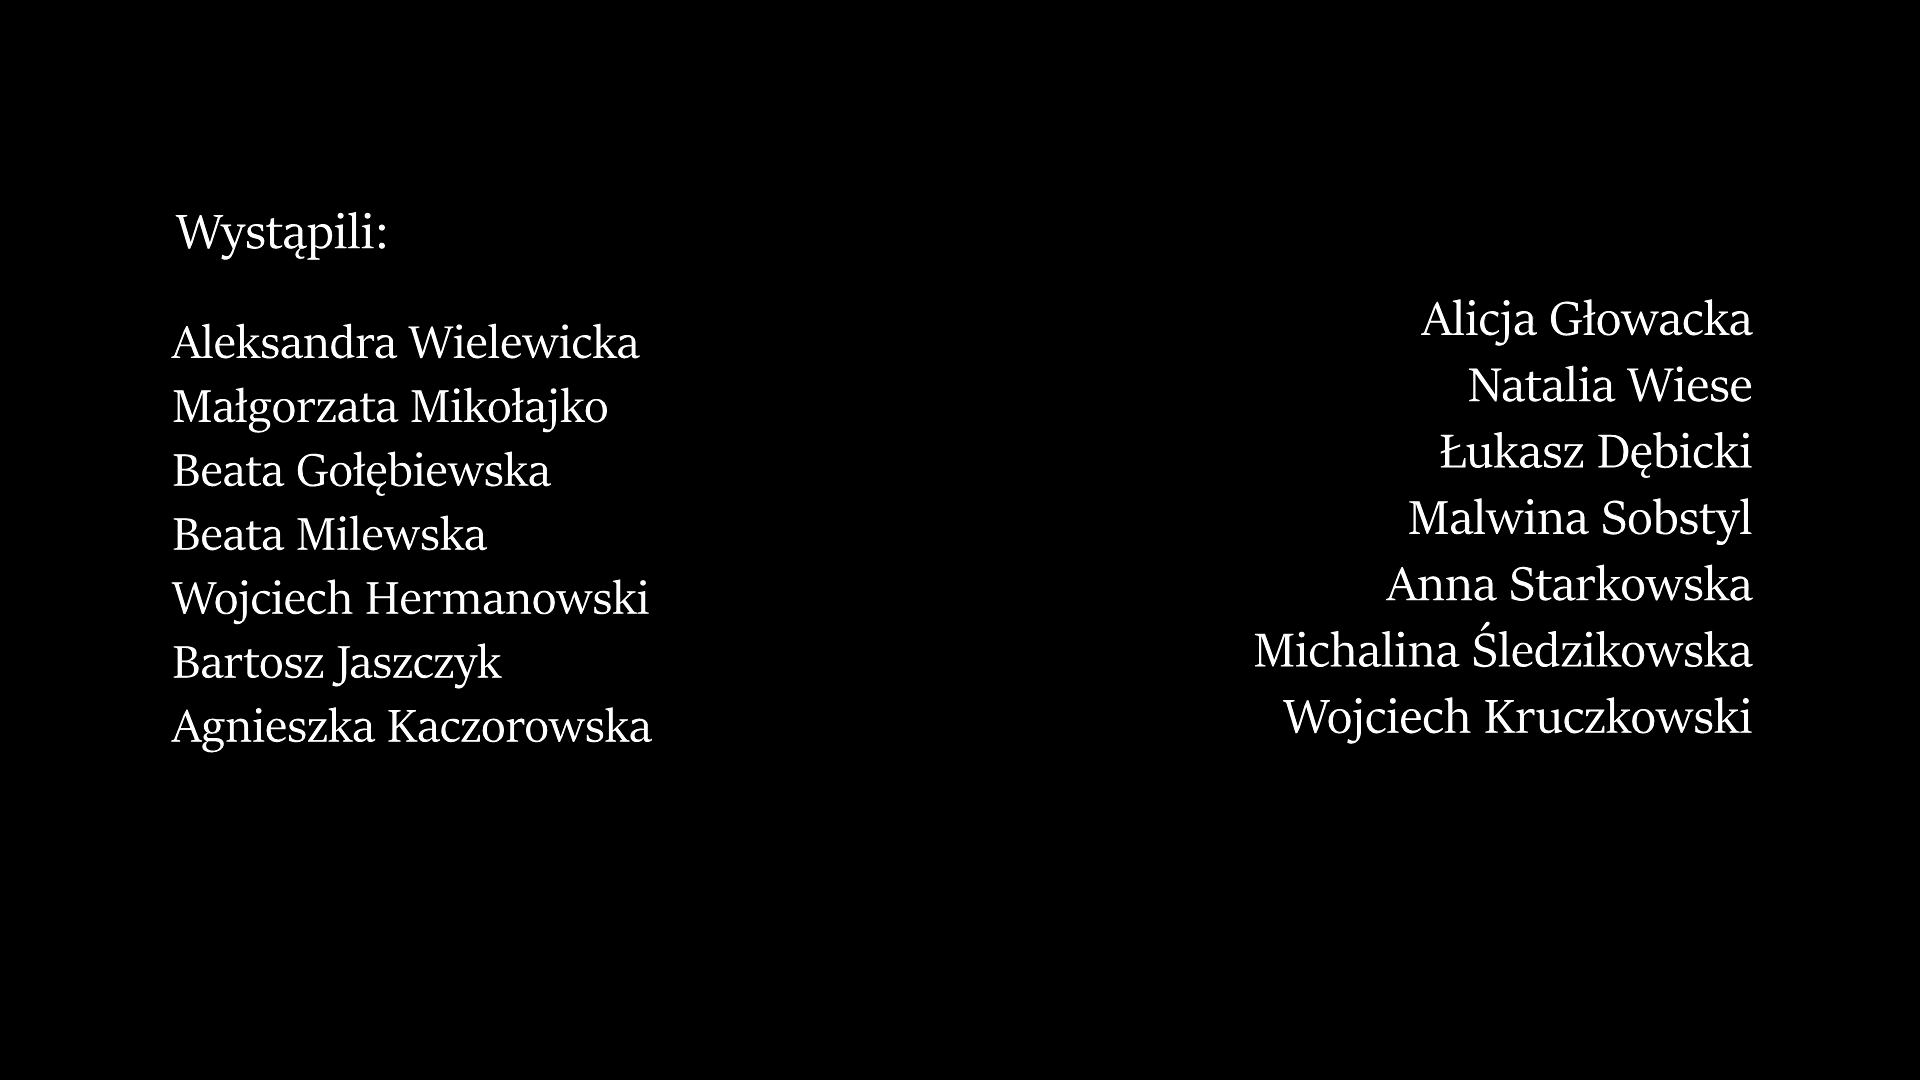 Wystąpili:
Aleksandra Wielewicka
Małgorzata Mikołajko
Beata Gołębiewska
Beata Milewska
Wojciech Hermanowski
Bartosz Jaszczyk
Agnieszka Kaczorowska
Alicja Głowacka
Natalia Wiese
Łukasz Dębicki
Malwina Sobstyl
Anna Starkowska
Michalina Śledzikowska
Wojciech Kruczkowski